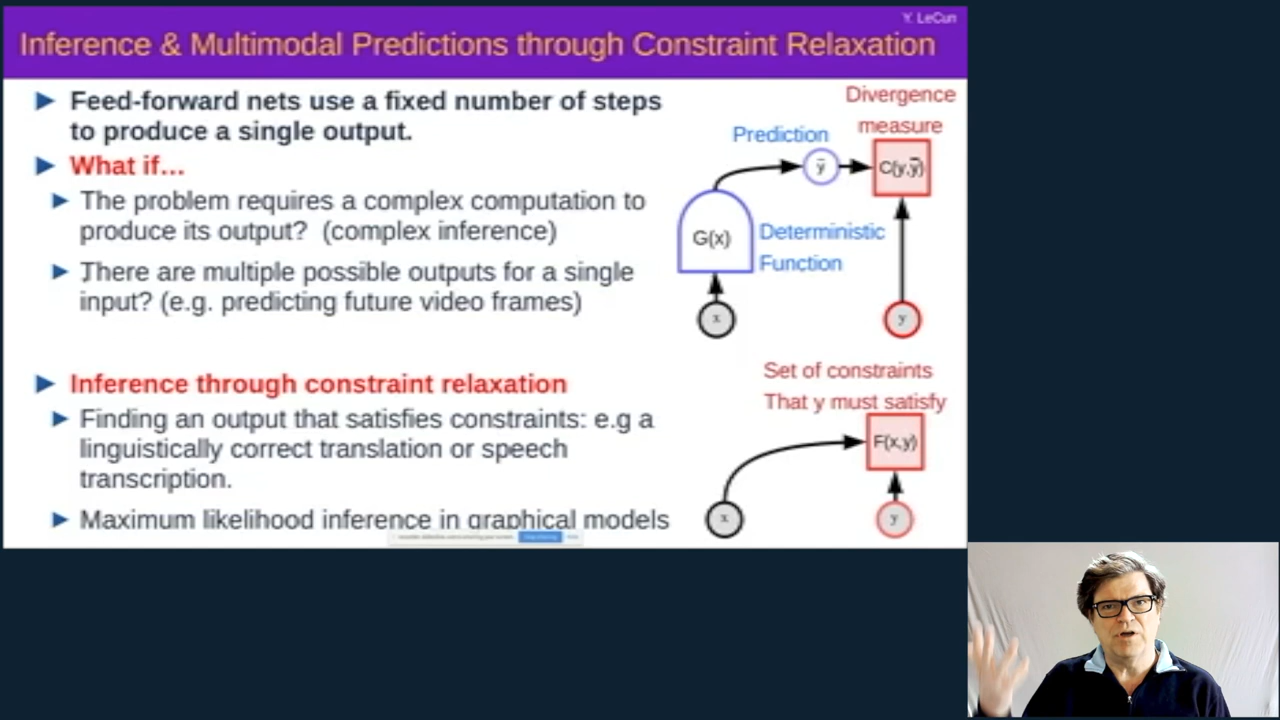 Y. LeCun
Inference & Multimodal Predictions through Constraint Relaxation
Feed-forward nets use a fixed number of steps
to produce a single output.
What if...
The problem requires a complex computation to
produce its output? (complex inference)
There are multiple possible outputs for a single
input? (e.g. predicting future video frames)
Inference through constraint relaxation
Finding an output that satisfies constraints: e.g a
linguistically correct translation or speech
transcription.
Maximum likelihood inference in graphical models
Divergence
measure
Prediction
ȳ
C(y,ȳ)
G(x)
Deterministic
Function
x
y
Set of constraints
That y must satisfy
F(x,y)
x
y